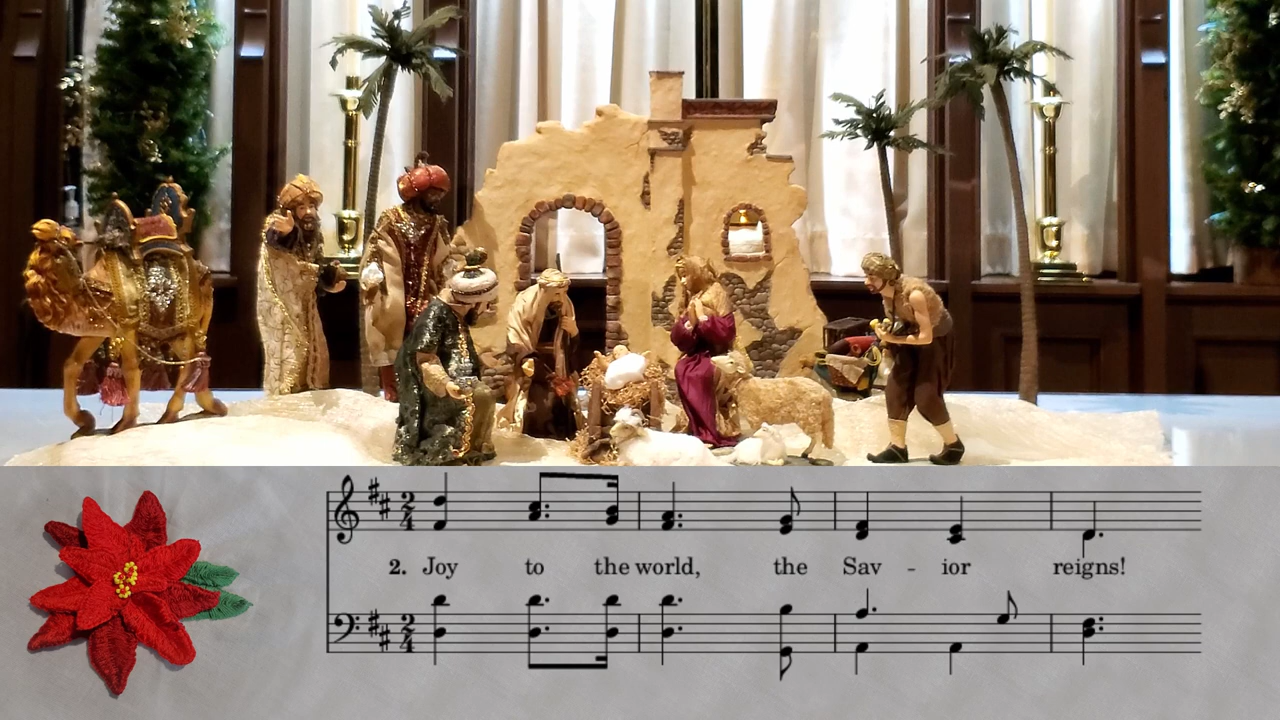 2. Joy to the world, the Sav - ior reigns!